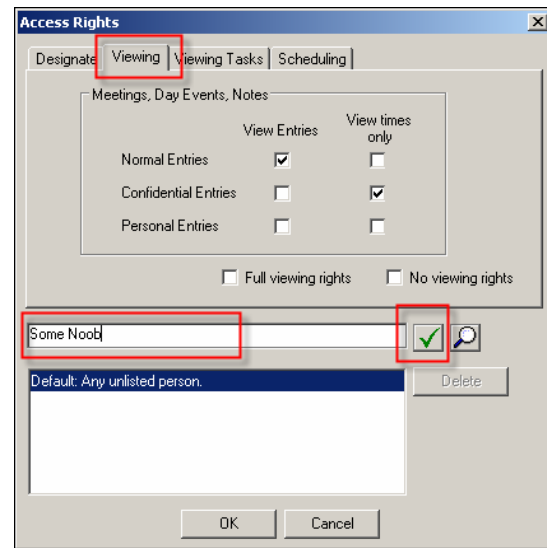 Access Rights
Designate Viewing Viewing Tasks Scheduling
Meetings, Day Events, Notes
View Entries View times only
Normal Entries
Confidential Entries
Personal Entries
Full viewing rights No viewing rights
Some Noob
Default: Any unlisted person.
Delete
OK Cancel